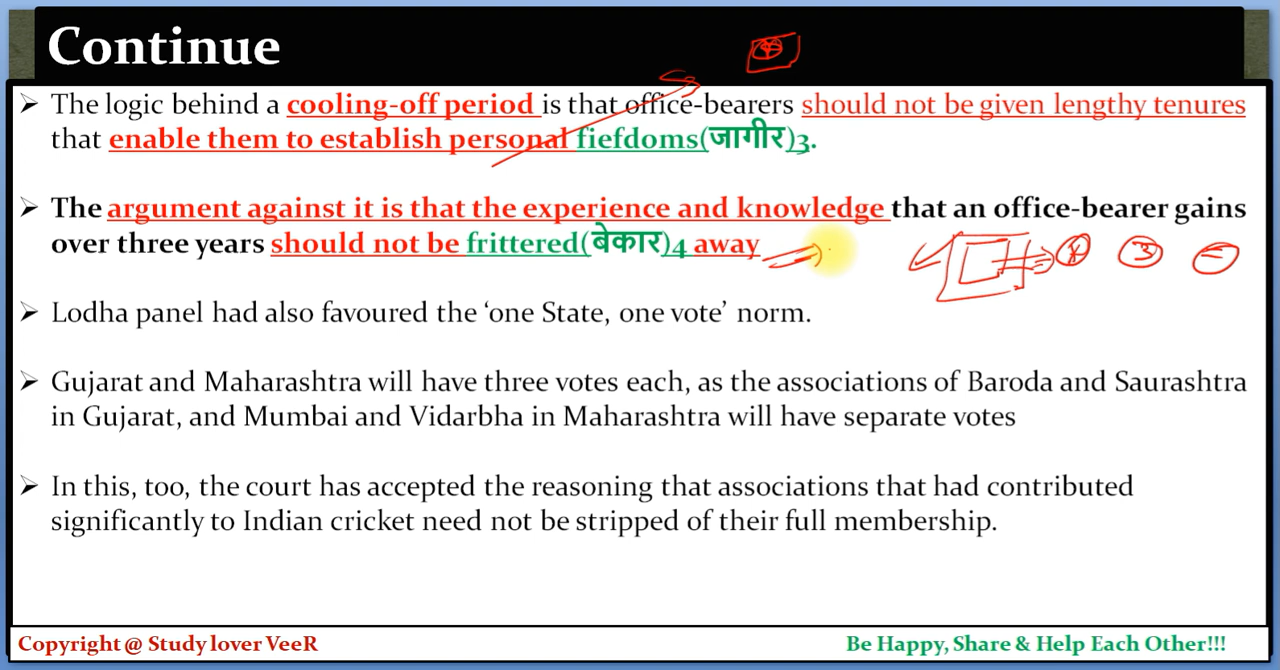 Continue
➢ The logic behind a cooling-off period is that office-bearers should not be given lengthy tenures
that enable them to establish personal fiefdoms(जागीर)3.
➢ The argument against it is that the experience and knowledge that an office-bearer gains
over three years should not be frittered(बेकार)4 away
➢ Lodha panel had also favoured the ‘one State, one vote’ norm.
➢ Gujarat and Maharashtra will have three votes each, as the associations of Baroda and Saurashtra
in Gujarat, and Mumbai and Vidarbha in Maharashtra will have separate votes
➢ In this, too, the court has accepted the reasoning that associations that had contributed
significantly to Indian cricket need not be stripped of their full membership.
Copyright @ Study lover VeeR
Be Happy, Share & Help Each Other!!!